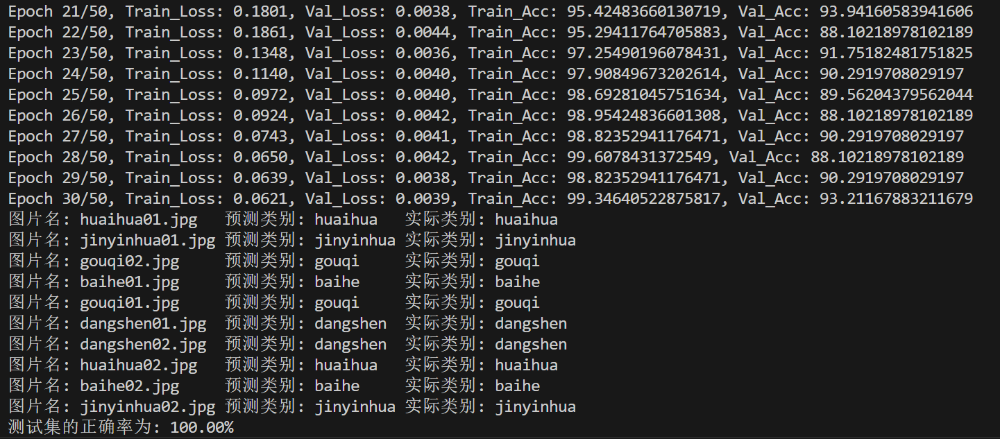 Epoch 21/50, Train_Loss: 0.1801, Val_Loss: 0.0038, Train_Acc: 95.42483660130719, Val_Acc: 93.94160583941606
Epoch 22/50, Train_Loss: 0.1861, Val_Loss: 0.0044, Train_Acc: 95.29411764705883, Val_Acc: 88.10218978102189
Epoch 23/50, Train_Loss: 0.1348, Val_Loss: 0.0036, Train_Acc: 97.25490196078431, Val_Acc: 91.75182481751825
Epoch 24/50, Train_Loss: 0.1140, Val_Loss: 0.0040, Train_Acc: 97.90849673202614, Val_Acc: 90.2919708029197
Epoch 25/50, Train_Loss: 0.0972, Val_Loss: 0.0040, Train_Acc: 98.69281045751634, Val_Acc: 89.56204379562044
Epoch 26/50, Train_Loss: 0.0924, Val_Loss: 0.0042, Train_Acc: 98.95424836601308, Val_Acc: 88.10218978102189
Epoch 27/50, Train_Loss: 0.0743, Val_Loss: 0.0041, Train_Acc: 98.82352941176471, Val_Acc: 90.2919708029197
Epoch 28/50, Train_Loss: 0.0650, Val_Loss: 0.0042, Train_Acc: 99.6078431372549, Val_Acc: 88.10218978102189
Epoch 29/50, Train_Loss: 0.0639, Val_Loss: 0.0038, Train_Acc: 98.82352941176471, Val_Acc: 90.2919708029197
Epoch 30/50, Train_Loss: 0.0621, Val_Loss: 0.0039, Train_Acc: 99.34640522875817, Val_Acc: 93.21167883211679
图片名: huaihua01.jpg 预测类别: huaihua 实际类别: huaihua
图片名: jinyinhua01.jpg 预测类别: jinyinhua 实际类别: jinyinhua
图片名: gouqi02.jpg 预测类别: gouqi 实际类别: gouqi
图片名: baihe01.jpg 预测类别: baihe 实际类别: baihe
图片名: gouqi01.jpg 预测类别: gouqi 实际类别: gouqi
图片名: dangshen01.jpg 预测类别: dangshen 实际类别: dangshen
图片名: dangshen02.jpg 预测类别: dangshen 实际类别: dangshen
图片名: huaihua02.jpg 预测类别: huaihua 实际类别: huaihua
图片名: baihe02.jpg 预测类别: baihe 实际类别: baihe
图片名: jinyinhua02.jpg 预测类别: jinyinhua 实际类别: jinyinhua
测试集的正确率为: 100.00%